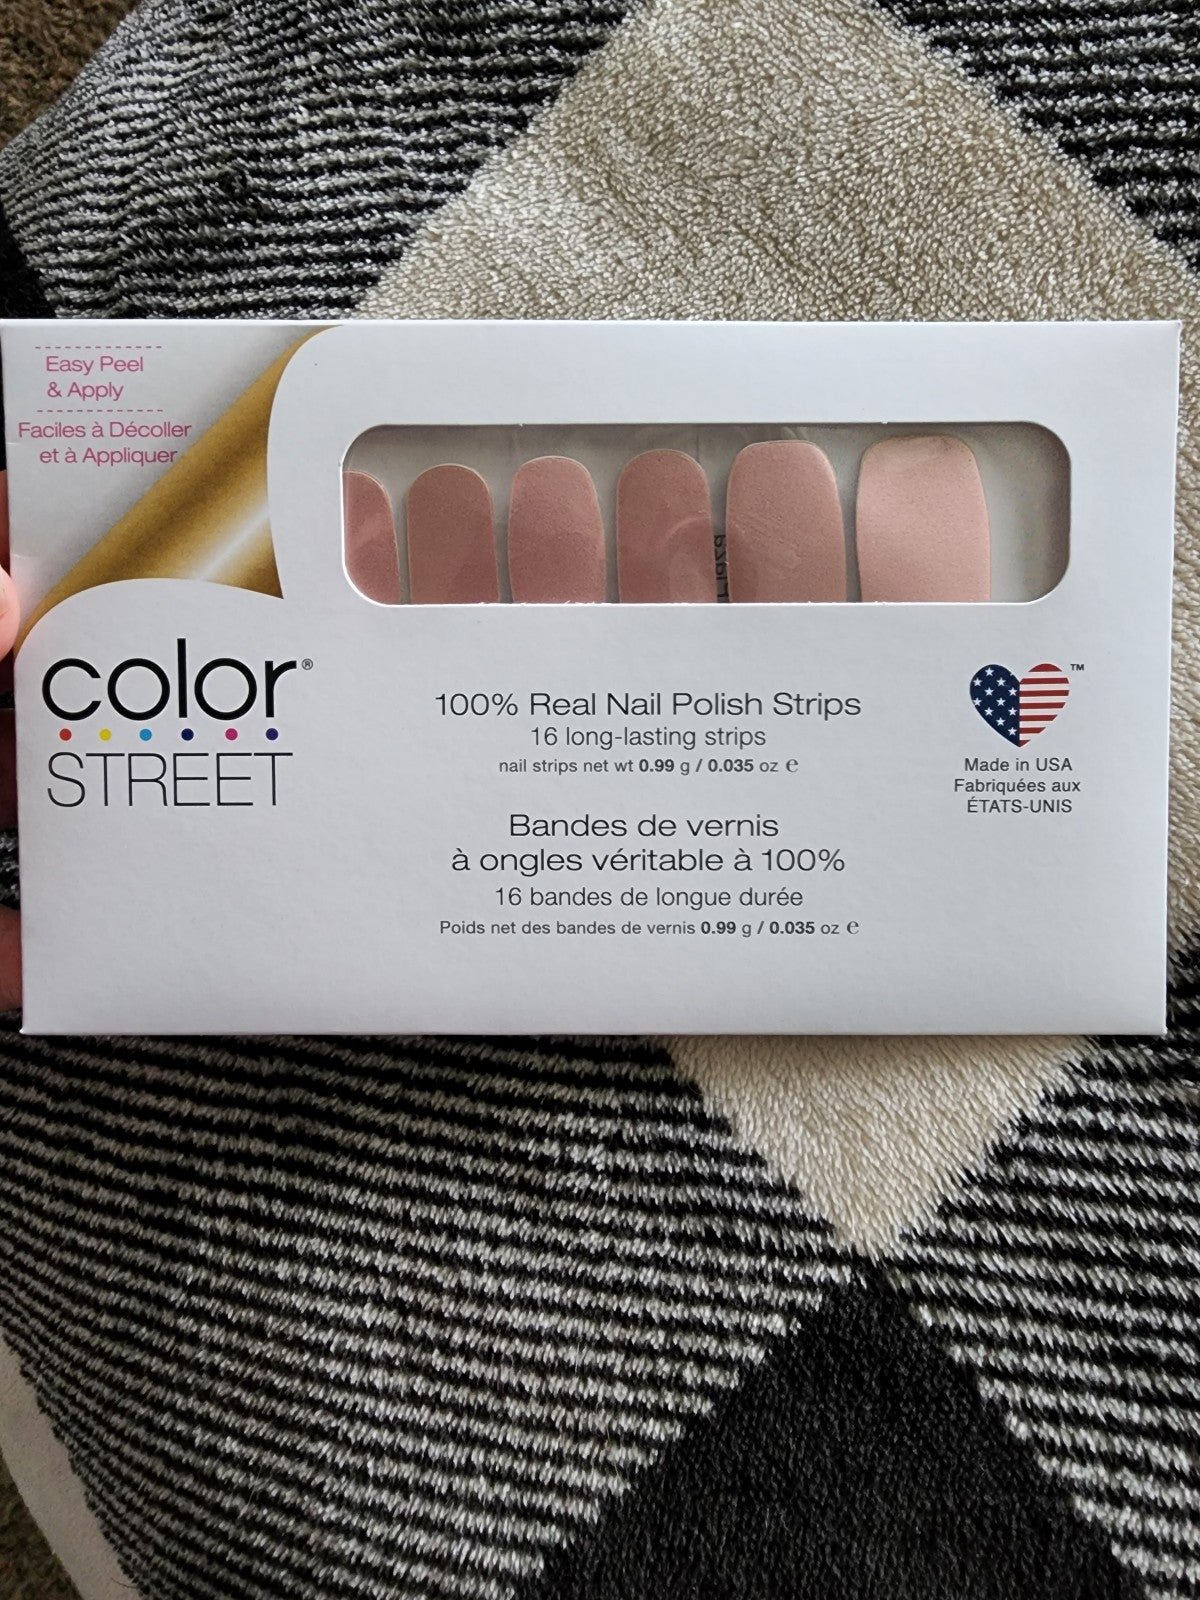 Easy Peel
& Apply
Faciles à Décoller
et à Appliquer
color®
STREET
100% Real Nail Polish Strips
16 long-lasting strips
nail strips net wt 0.99 g / 0.035 oz ℮
Bandes de vernis
à ongles véritable à 100%
16 bandes de longue durée
Poids net des bandes de vernis 0.99 g / 0.035 oz ℮
™
Made in USA
Fabriquées aux
ÉTATS-UNIS